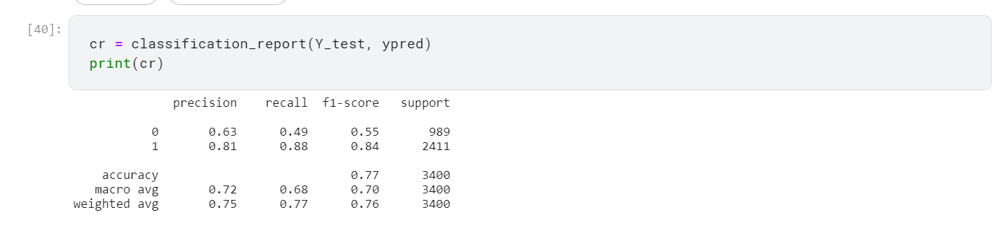 [40]:
cr = classification_report(Y_test, ypred)
print(cr)
precision recall f1-score support
0 0.63 0.49 0.55 989
1 0.81 0.88 0.84 2411
accuracy 0.77 3400
macro avg 0.72 0.68 0.70 3400
weighted avg 0.75 0.77 0.76 3400